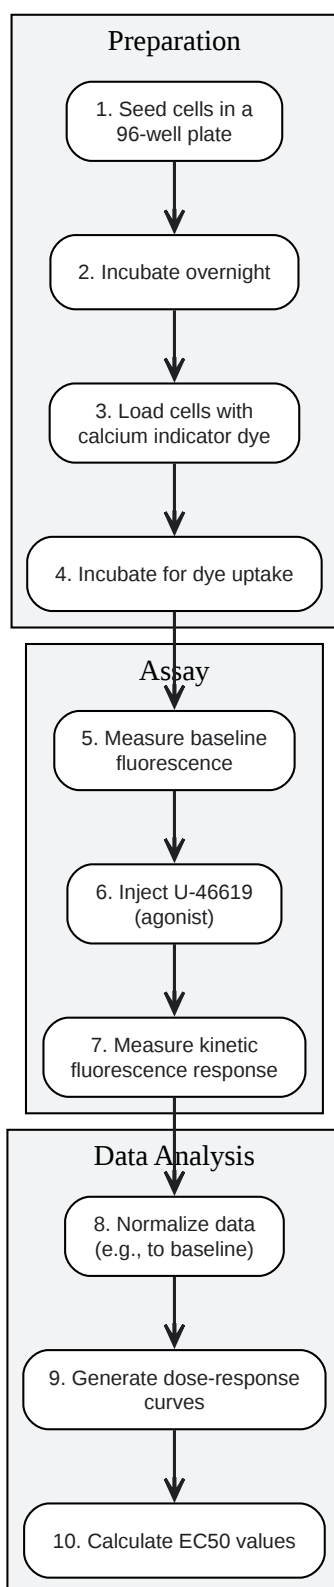 Preparation
1. Seed cells in a
96-well plate
2. Incubate overnight
3. Load cells with
calcium indicator dye
4. Incubate for dye uptake
Assay
5. Measure baseline
fluorescence
6. Inject U-46619
(agonist)
7. Measure kinetic
fluorescence response
Data Analysis
8. Normalize data
(e.g., to baseline)
9. Generate dose-response
curves
10. Calculate EC50 values